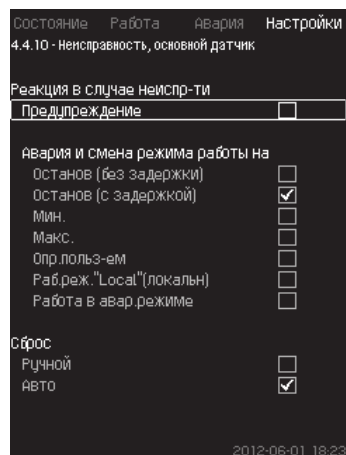 Состояние Работа Авария Настройки
4.4.10 - Неисправность, основной датчик
Реакция в случае неиспр-ти
Предупреждение
Авария и смена режима работы на
Останов (без задержки)
Останов (с задержкой)
Мин.
Макс.
Опр.польз-ем
Раб.реж."Local"(локальн)
Работа в авар.режиме
Сброс
Ручной
Авто
2012-06-01 18:23